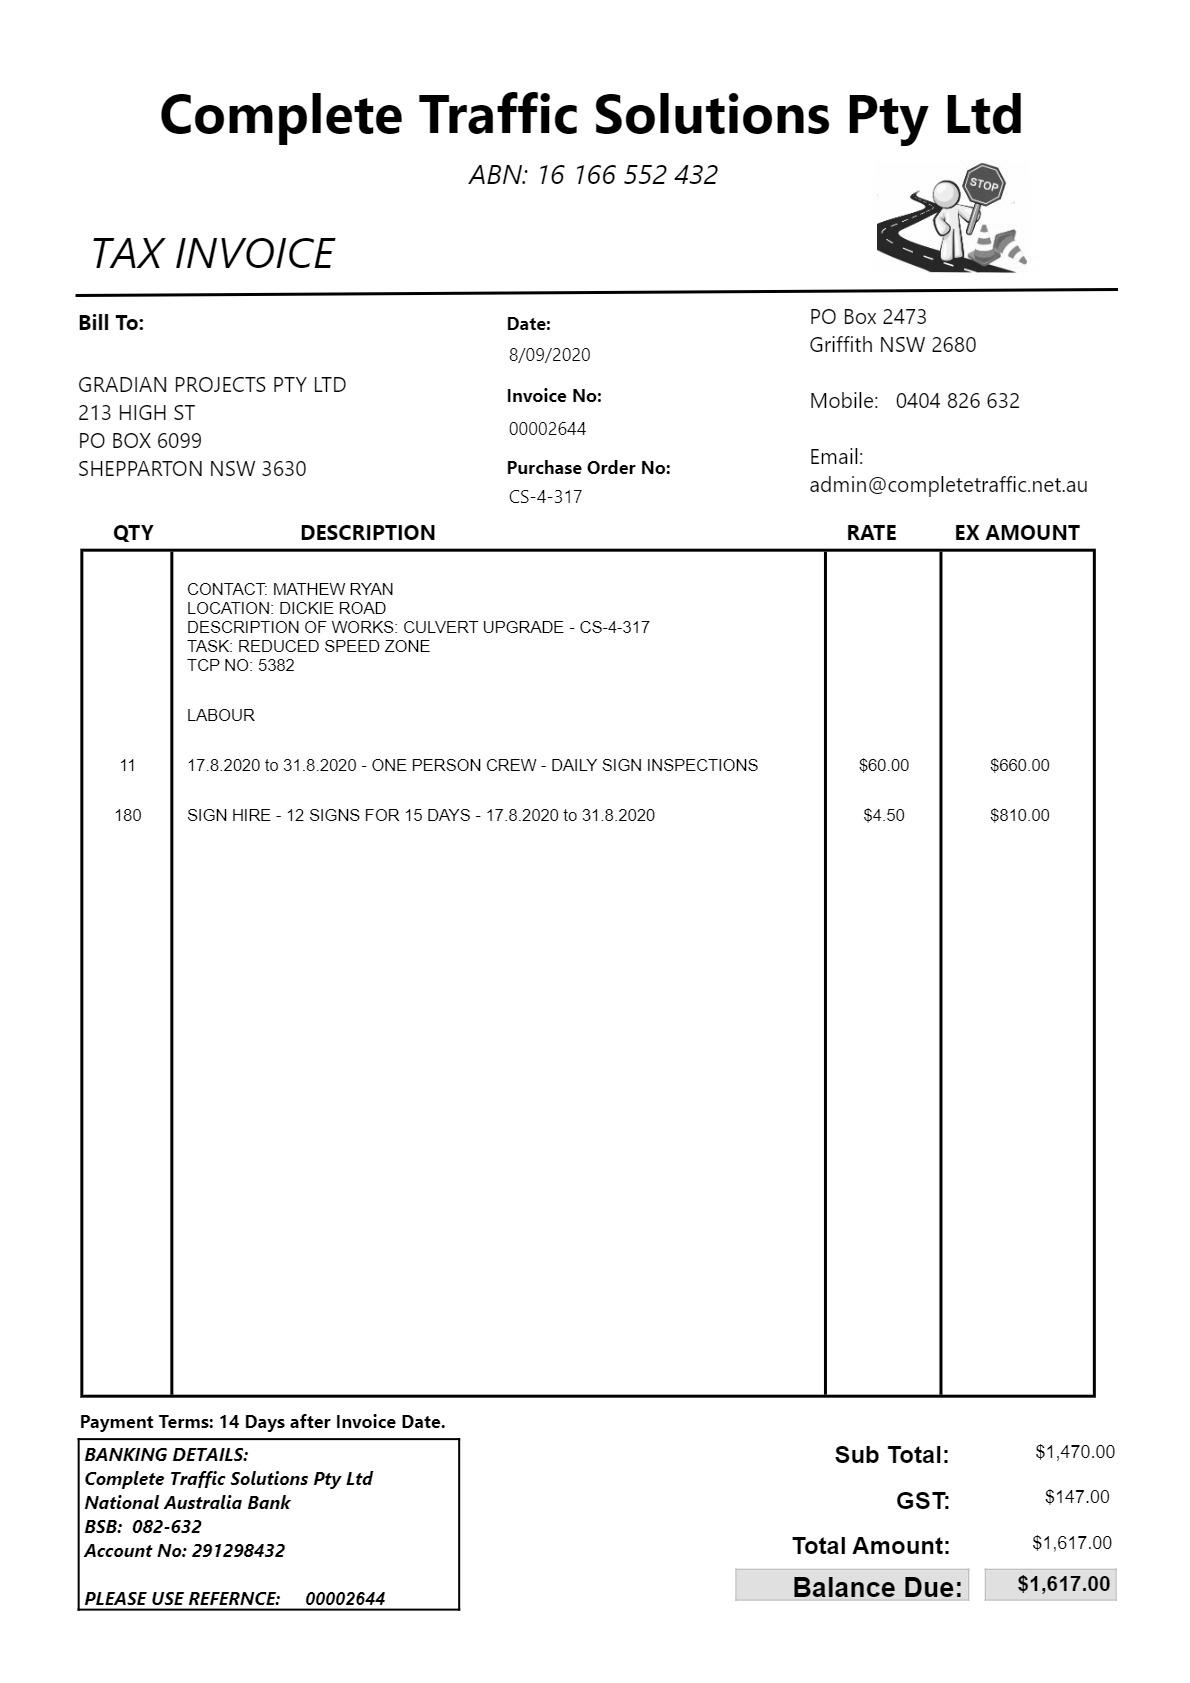 Complete Traffic Solutions Pty Ltd
ABN: 16 166 552 432
STOP
TAX INVOICE
Bill To:
GRADIAN PROJECTS PTY LTD
213 HIGH ST
PO BOX 6099
SHEPPARTON NSW 3630
Date:
8/09/2020
Invoice No:
00002644
Purchase Order No:
CS-4-317
PO Box 2473
Griffith NSW 2680
Mobile: 0404 826 632
Email:
admin@completetraffic.net.au
QTY DESCRIPTION RATE EX AMOUNT
CONTACT: MATHEW RYAN
LOCATION: DICKIE ROAD
DESCRIPTION OF WORKS: CULVERT UPGRADE - CS-4-317
TASK: REDUCED SPEED ZONE
TCP NO: 5382
LABOUR
11 17.8.2020 to 31.8.2020 - ONE PERSON CREW - DAILY SIGN INSPECTIONS $60.00 $660.00
180 SIGN HIRE - 12 SIGNS FOR 15 DAYS - 17.8.2020 to 31.8.2020 $4.50 $810.00
Payment Terms: 14 Days after Invoice Date.
BANKING DETAILS:
Complete Traffic Solutions Pty Ltd
National Australia Bank
BSB: 082-632
Account No: 291298432
PLEASE USE REFERNCE: 00002644
Sub Total: $1,470.00
GST: $147.00
Total Amount: $1,617.00
Balance Due: $1,617.00